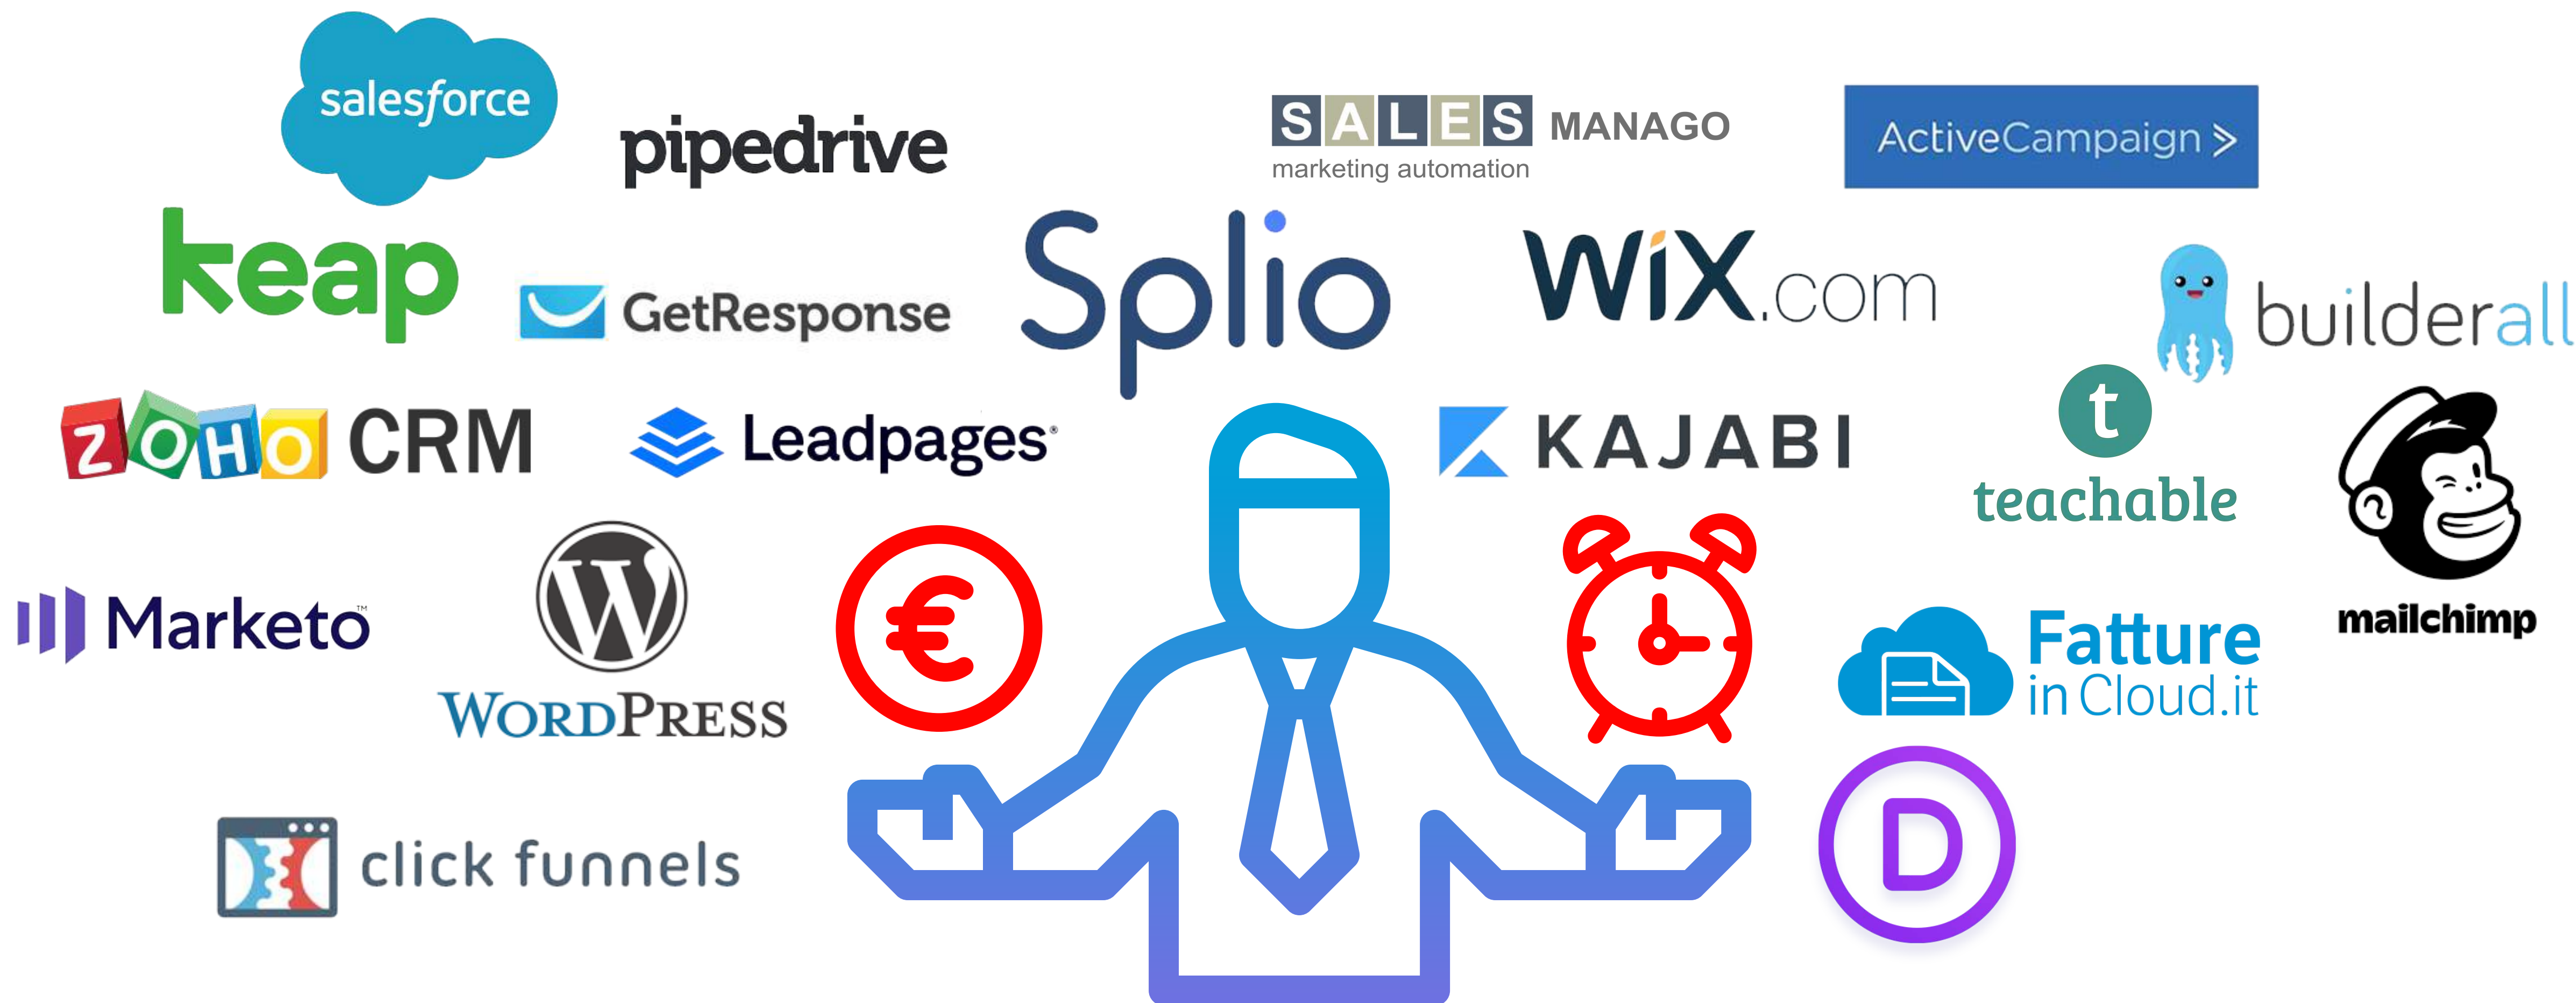 salesforce
pipedrive
SALES MANAGO
marketing automation
ActiveCampaign
keap
GetResponse
Splio
WiX.com
builderall
ZOHO CRM
Leadpages®
KAJABI
t
teachable
mailchimp
Marketo™
W
WORDPRESS
€
Fatture
in Cloud.it
click funnels
D